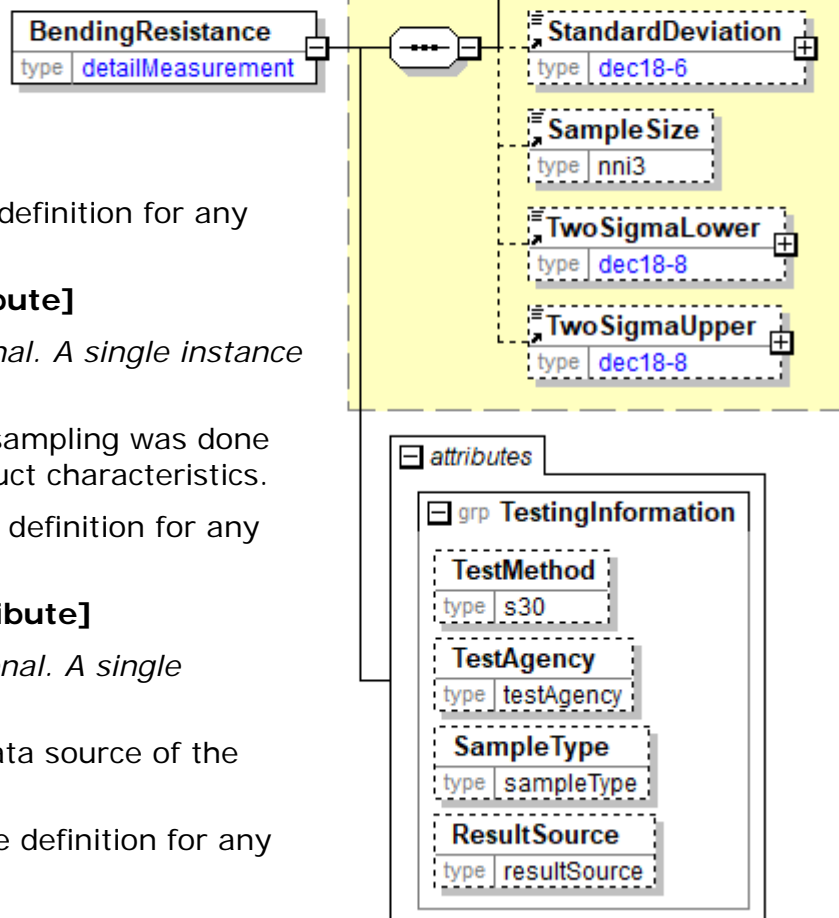 BendingResistance
type detailMeasurement
StandardDeviation
type dec18-6
SampleSize
type nni3
TwoSigmaLower
type dec18-8
TwoSigmaUpper
type dec18-8
definition for any
bute]
nal. A single instance
sampling was done
uct characteristics.
definition for any
ibute]
onal. A single
ata source of the
e definition for any
attributes
grp TestingInformation
TestMethod
type s30
TestAgency
type testAgency
SampleType
type sampleType
ResultSource
type resultSource